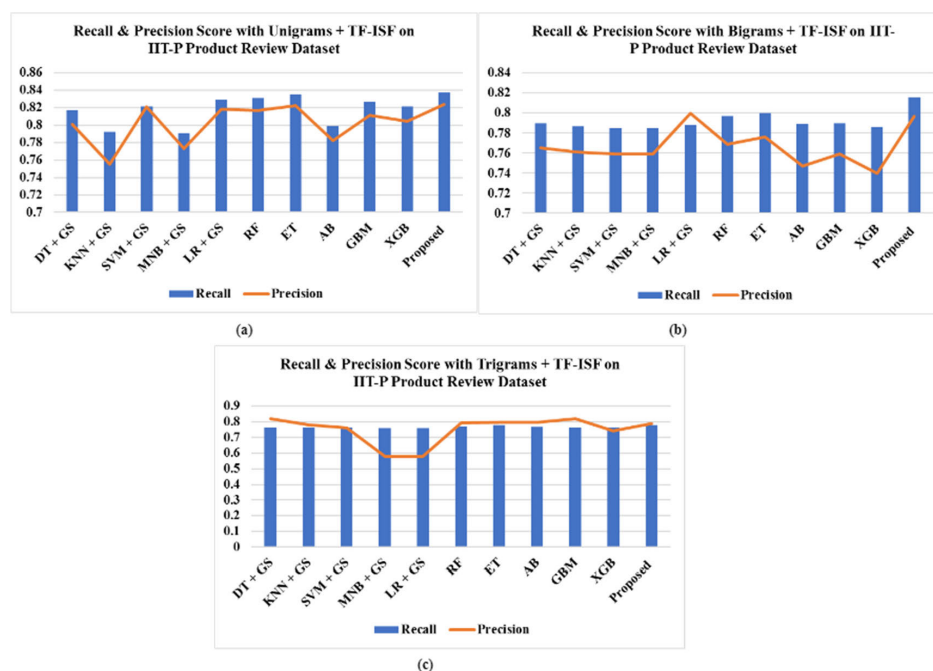 Recall & Precision Score with Unigrams + TF-ISF on
IIT-P Product Review Dataset
0.86
0.84
0.82
0.8
0.78
0.76
0.74
0.72
0.7
DT + GS
KNN + GS
SVM + GS
MNB + GS
LR + GS
RF
ET
AB
GBM
XGB
Proposed
Recall
Precision
(a)
Recall & Precision Score with Bigrams + TF-ISF on IIT-
P Product Review Dataset
0.84
0.82
0.8
0.78
0.76
0.74
0.72
0.7
DT + GS
KNN + GS
SVM + GS
MNB + GS
LR + GS
RF
ET
AB
GBM
XGB
Proposed
Recall
Precision
(b)
Recall & Precision Score with Trigrams + TF-ISF on
IIT-P Product Review Dataset
0.9
0.8
0.7
0.6
0.5
0.4
0.3
0.2
0.1
0
DT + GS
KNN + GS
SVM + GS
MNB + GS
LR + GS
RF
ET
AB
GBM
XGB
Proposed
Recall
Precision
(c)